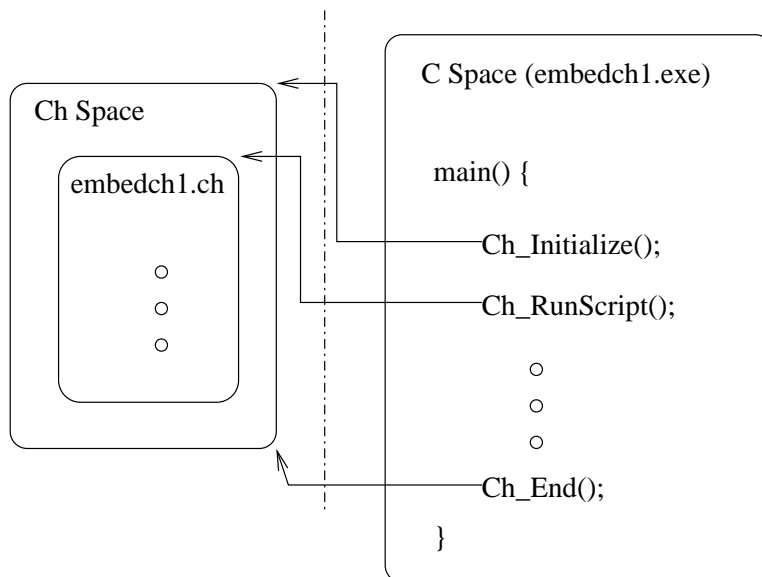 Ch Space
embedch1.ch
C Space (embedch1.exe)
main() {
Ch_Initialize();
Ch_RunScript();
Ch_End();
}